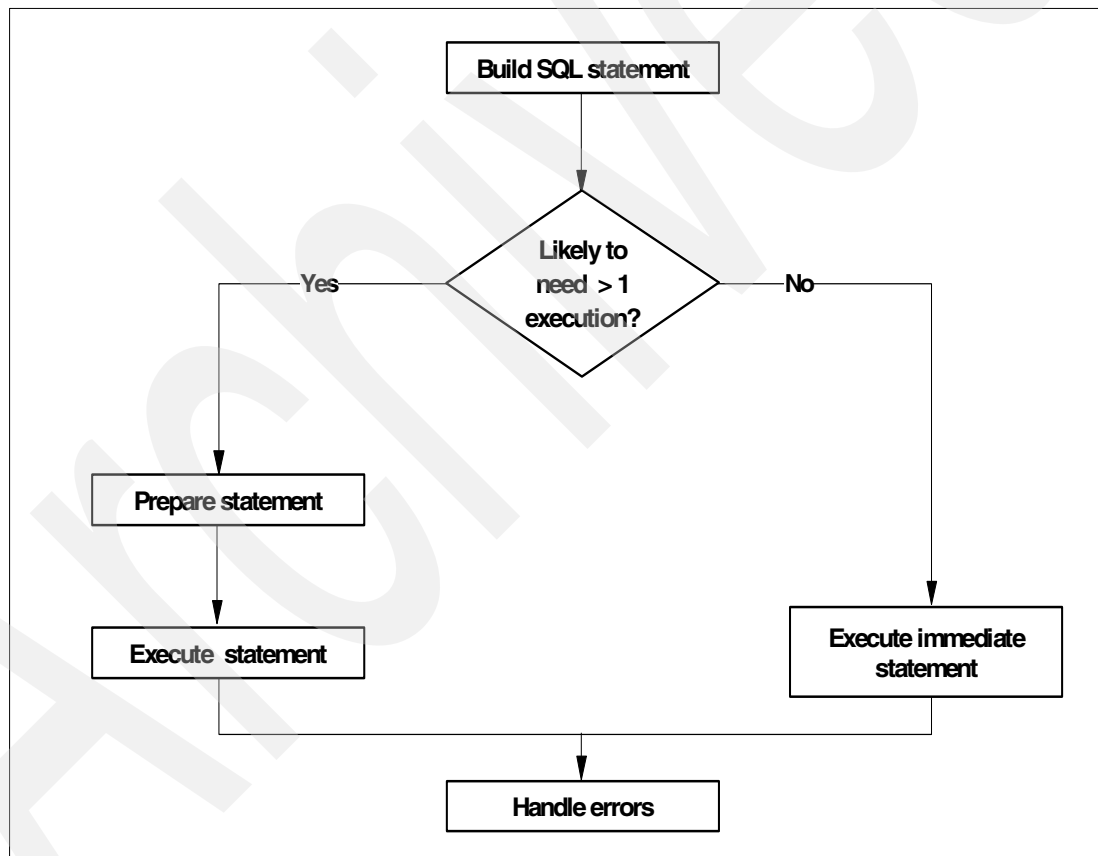 Build SQL statement
Likely to
need > 1
execution?
Yes
No
Prepare statement
Execute statement
Execute immediate
statement
Handle errors
Archive